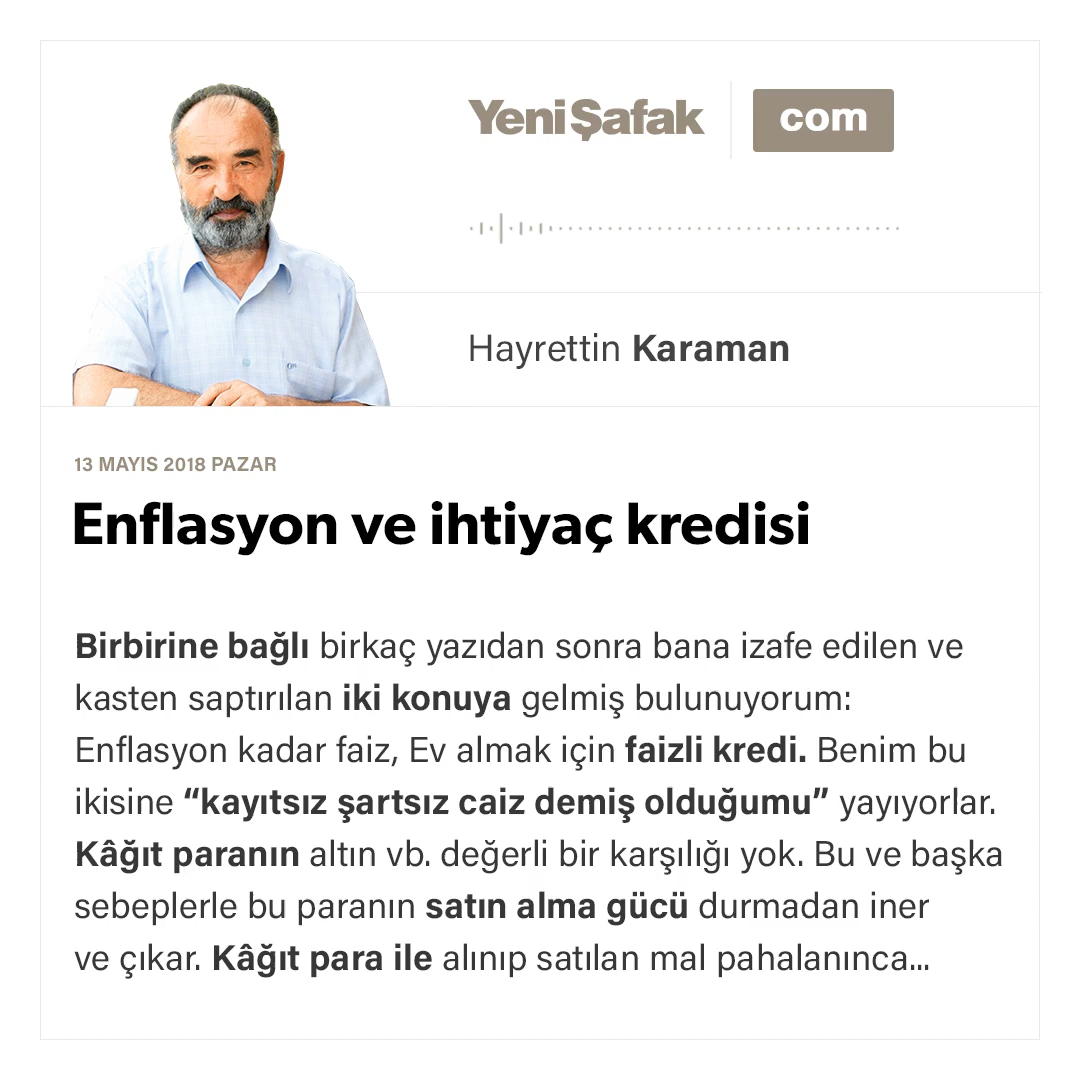 YeniŞafak
com
Hayrettin Karaman
13 MAYIS 2018 PAZAR
Enflasyon ve ihtiyaç kredisi
Birbirine bağlı birkaç yazıdan sonra bana izafe edilen ve
kasten saptırılan iki konuya gelmiş bulunuyorum:
Enflasyon kadar faiz, Ev almak için faizli kredi. Benim bu
ikisine “kayıtsız şartsız caiz demiş olduğumu” yayıyorlar.
Kâğıt paranın altın vb. değerli bir karşılığı yok. Bu ve başka
sebeplerle bu paranın satın alma gücü durmadan iner
ve çıkar. Kâğıt para ile alınıp satılan mal pahalanınca...